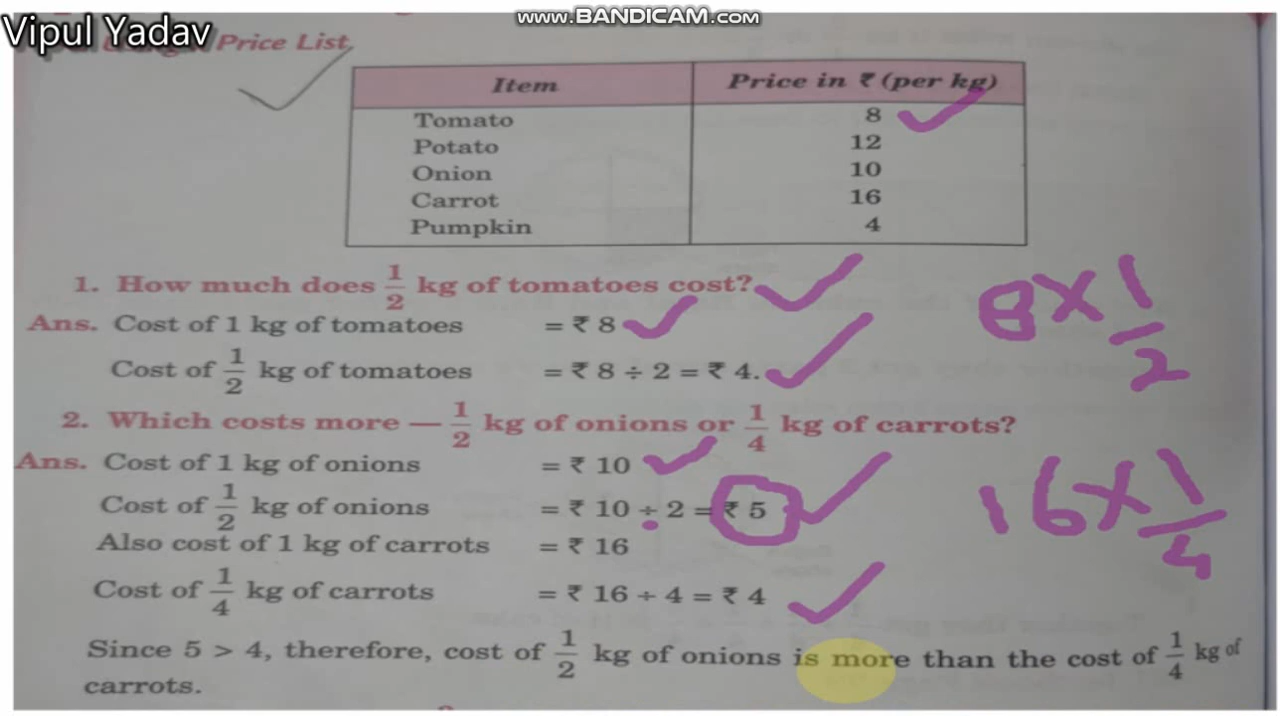 www.BANDICAM.com
Vipul Yadav
Price List
Item Price in ₹ (per kg)
Tomato 8
Potato 12
Onion 10
Carrot 16
Pumpkin 4
1. How much does 1/2 kg of tomatoes cost?
Ans. Cost of 1 kg of tomatoes = ₹ 8
8 × 1/2
Cost of 1/2 kg of tomatoes = ₹ 8 ÷ 2 = ₹ 4.
2. Which costs more — 1/2 kg of onions or 1/4 kg of carrots?
Ans. Cost of 1 kg of onions = ₹ 10
Cost of 1/2 kg of onions = ₹ 10 ÷ 2 = ₹ 5
16 × 1/4
Also cost of 1 kg of carrots = ₹ 16
Cost of 1/4 kg of carrots = ₹ 16 ÷ 4 = ₹ 4
Since 5 > 4, therefore, cost of 1/2 kg of onions is more than the cost of 1/4 kg of
carrots.